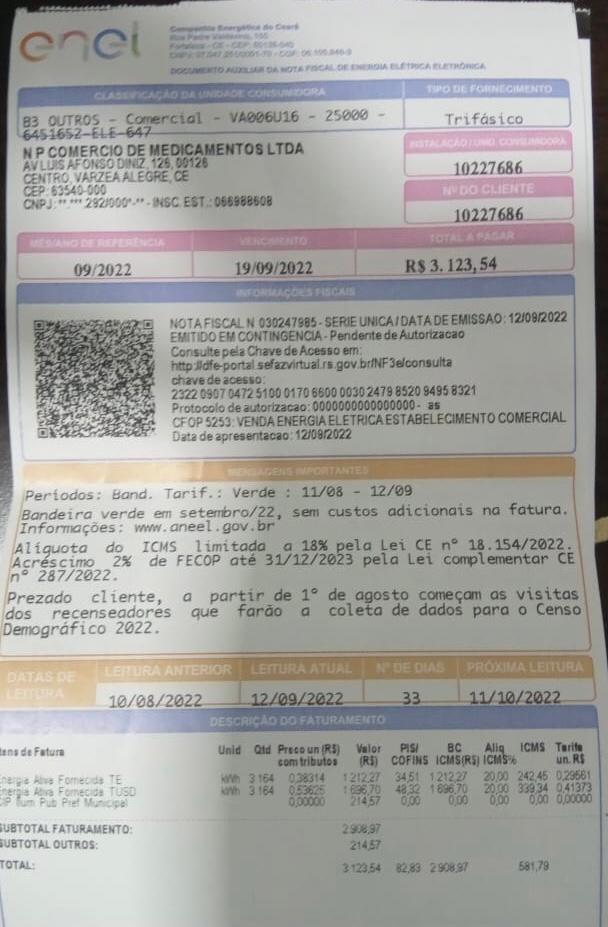 enel
Companhia Energética do Ceará
Rua Padre Valdevino, 150
Fortaleza - CE - CEP: 60135-040
DOCUMENTO AUXILIAR DA NOTA FISCAL DE ENERGIA ELÉTRICA ELETRÔNICA
CLASSIFICAÇÃO DA UNIDADE CONSUMIDORA
TIPO DE FORNECIMENTO
B3 OUTROS - Comercial - VA006U16 - 25000 -
6451652-ELE-647
Trifásico
N P COMERCIO DE MEDICAMENTOS LTDA
AV LUIS AFONSO DINIZ, 126, 00126
CENTRO, VARZEA ALEGRE, CE
CEP: 63540-000
CNPJ: **.***.292/000*-** - INSC. EST.: 066988608
INSTALAÇÃO / UNID. CONSUMIDORA
10227686
Nº DO CLIENTE
10227686
MÊS/ANO DE REFERÊNCIA
VENCIMENTO
TOTAL A PAGAR
09/2022
19/09/2022
R$ 3.123,54
INFORMAÇÕES FISCAIS
NOTA FISCAL N 030247985 - SERIE UNICA / DATA DE EMISSAO: 12/09/2022
EMITIDO EM CONTINGENCIA - Pendente de Autorizacao
Consulte pela Chave de Acesso em:
http://dfe-portal.sefazvirtual.rs.gov.br/NF3e/consulta
chave de acesso:
2322 0907 0472 5100 0170 6600 0030 2479 8520 9495 8321
Protocolo de autorizacao: 0000000000000000 - as
CFOP 5253: VENDA ENERGIA ELETRICA ESTABELECIMENTO COMERCIAL
Data de apresentacao: 12/09/2022
MENSAGENS IMPORTANTES
Períodos: Band. Tarif.: Verde : 11/08 - 12/09
Bandeira verde em setembro/22, sem custos adicionais na fatura.
Informações: www.aneel.gov.br
Alíquota do ICMS limitada a 18% pela Lei CE nº 18.154/2022.
Acréscimo 2% de FECOP até 31/12/2023 pela Lei complementar CE
nº 287/2022.
Prezado cliente, a partir de 1º de agosto começam as visitas
dos recenseadores que farão a coleta de dados para o Censo
Demográfico 2022.
DATAS DE LEITURA
LEITURA ANTERIOR
LEITURA ATUAL
Nº DE DIAS
PRÓXIMA LEITURA
10/08/2022
12/09/2022
33
11/10/2022
DESCRIÇÃO DO FATURAMENTO
tens de Fatura Unid Qtd Preco un (R$) com tributos Valor (R$) PIS/ COFINS BC ICMS(R$) Aliq ICMS% ICMS Tarifa un. R$
nergia Ativa Fornecida TE kWh 3 164 0,38314 1 212,27 34,51 1 212,27 20,00 242,45 0,29561
nergia Ativa Fornecida TUSD kWh 3 164 0,53625 1 696,70 48,32 1 696,70 20,00 339,34 0,41373
CIP Ilum Pub Pref Municipal 0,00000 214,57 0,00 0,00 0,00 0,00 0,00000
SUBTOTAL FATURAMENTO: 2 908,97
SUBTOTAL OUTROS: 214,57
TOTAL: 3 123,54 82,83 2 908,97 581,79